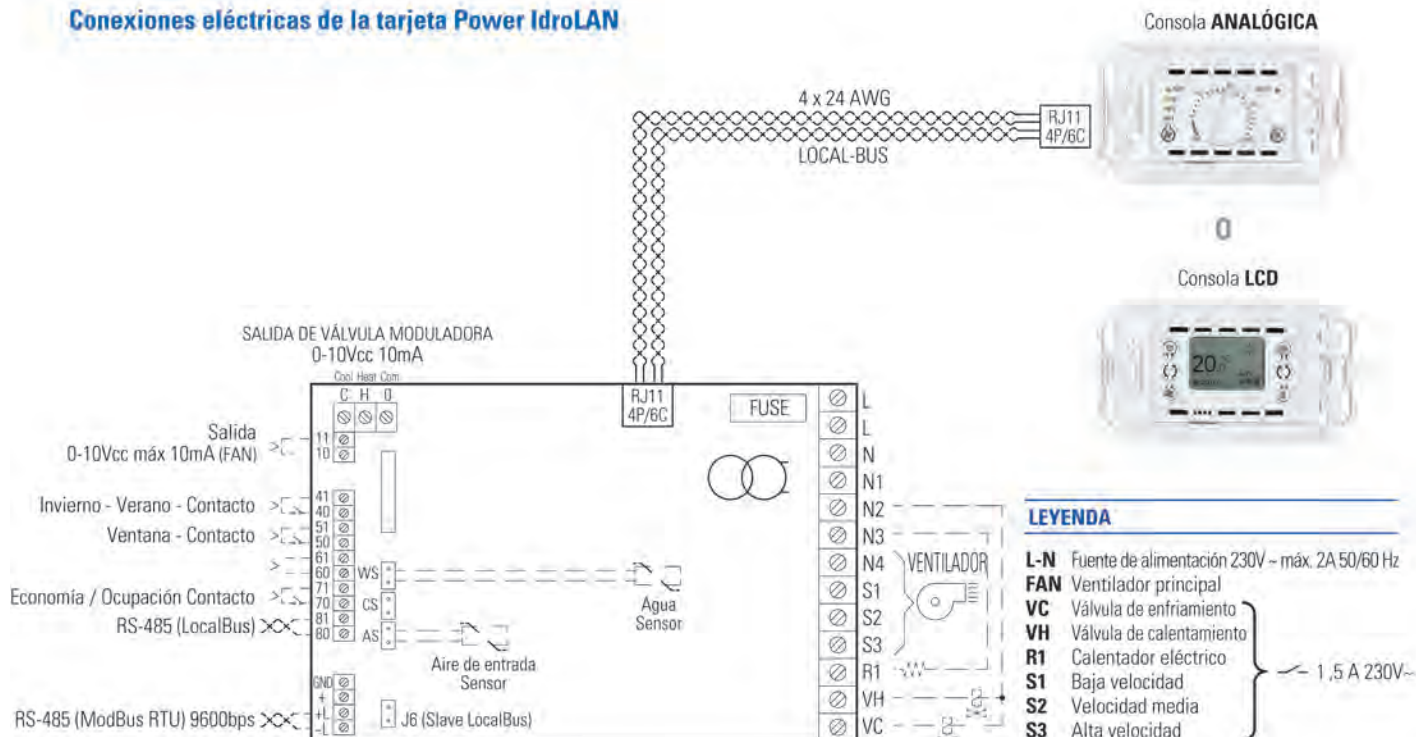 Conexiones eléctricas de la tarjeta Power IdroLAN
Consola ANALÓGICA
4 x 24 AWG
RJ11
4P/6C
LOCAL-BUS
O
Consola LCD
20
SALIDA DE VÁLVULA MODULADORA
0-10Vcc 10mA
Cool Heat Com
C H 0
RJ11
4P/6C
FUSE
Salida
0-10Vcc máx 10mA (FAN)
11
10
Invierno - Verano - Contacto
41
40
Ventana - Contacto
51
50
61
60
WS
Economía / Ocupación Contacto
71
70
CS
RS-485 (LocalBus)
81
80
AS
Agua
Sensor
Aire de entrada
Sensor
GND
+
+L
-L
RS-485 (ModBus RTU) 9600bps
J6 (Slave LocalBus)
L
L
N
N1
N2
N3
N4
S1
S2
S3
R1
VH
VC
VENTILADOR
LEYENDA
L-N Fuente de alimentación 230V ~ máx. 2A 50/60 Hz
FAN Ventilador principal
VC Válvula de enfriamiento
VH Válvula de calentamiento
R1 Calentador eléctrico
S1 Baja velocidad
S2 Velocidad media
S3 Alta velocidad
1,5 A 230V~